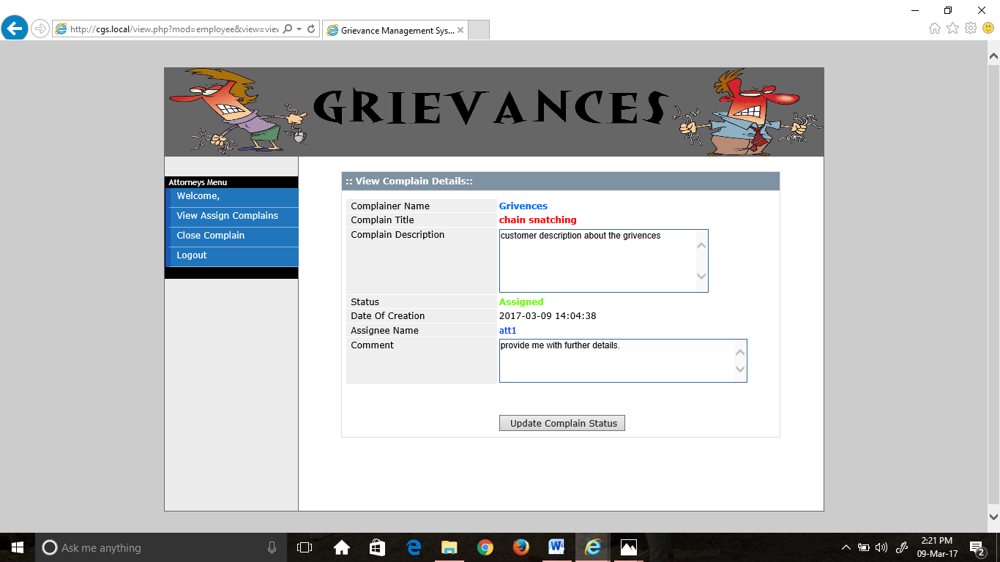 http://cgs.local/view.php?mod=employee&view=view
Grievance Management Sys...
GRIEVANCES
Attorneys Menu
Welcome,
View Assign Complains
Close Complain
Logout
:: View Complain Details::
Complainer Name Grivences
Complain Title chain snatching
Complain Description customer description about the grivences
Status Assigned
Date Of Creation 2017-03-09 14:04:38
Assignee Name att1
Comment provide me with further details.
Update Complain Status
Ask me anything
2:21 PM
09-Mar-17
2